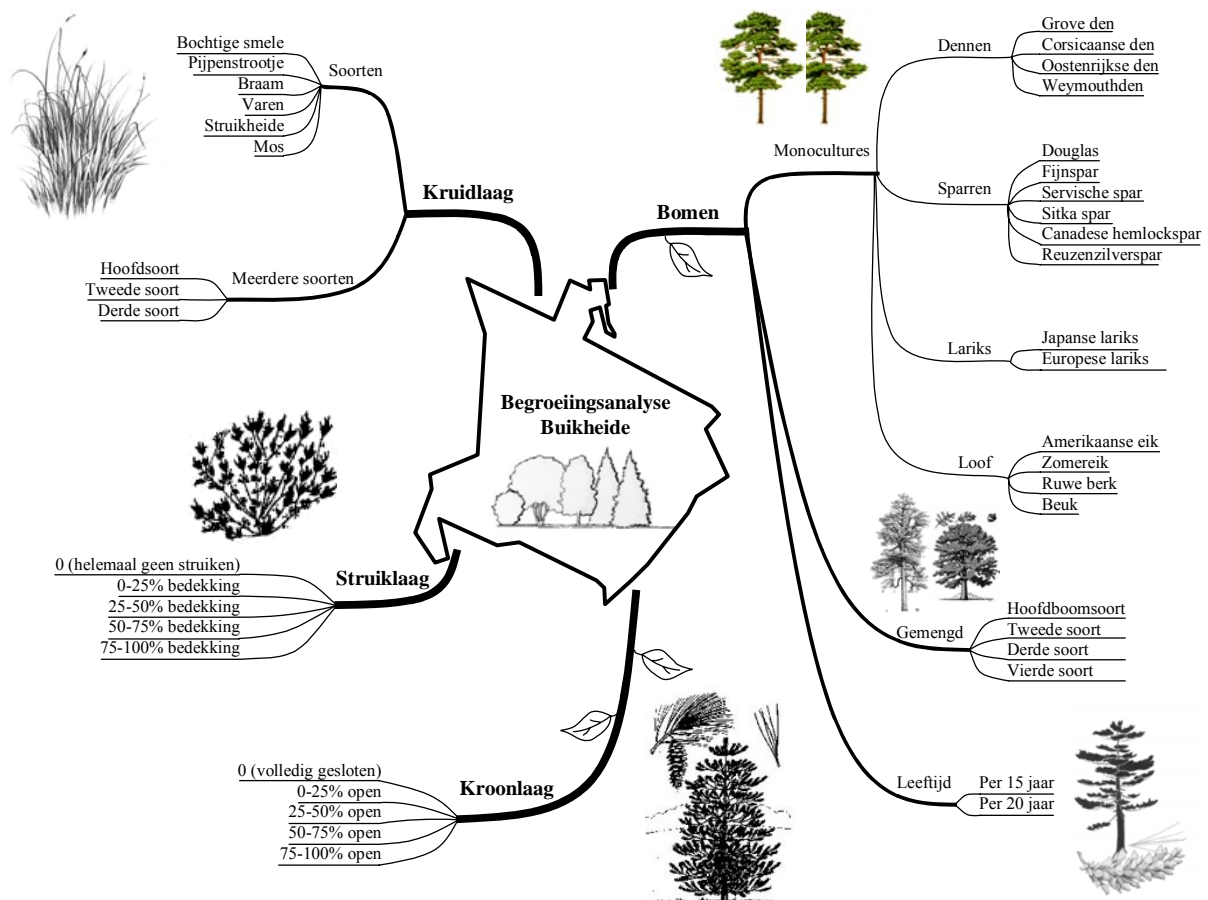 Begroeiingsanalyse
Buikheide
Kruidlaag
Soorten
Bochtige smele
Pijpenstrootje
Braam
Varen
Struikheide
Mos
Meerdere soorten
Hoofdsoort
Tweede soort
Derde soort
Bomen
Monocultures
Dennen
Grove den
Corsicaanse den
Oostenrijkse den
Weymouthden
Sparren
Douglas
Fijnspar
Servische spar
Sitka spar
Canadese hemlockspar
Reuzenzilverspar
Lariks
Japanse lariks
Europese lariks
Loof
Amerikaanse eik
Zomereik
Ruwe berk
Beuk
Gemengd
Hoofdboomsoort
Tweede soort
Derde soort
Vierde soort
Leeftijd
Per 15 jaar
Per 20 jaar
Struiklaag
0 (helemaal geen struiken)
0-25% bedekking
25-50% bedekking
50-75% bedekking
75-100% bedekking
Kroonlaag
0 (volledig gesloten)
0-25% open
25-50% open
50-75% open
75-100% open